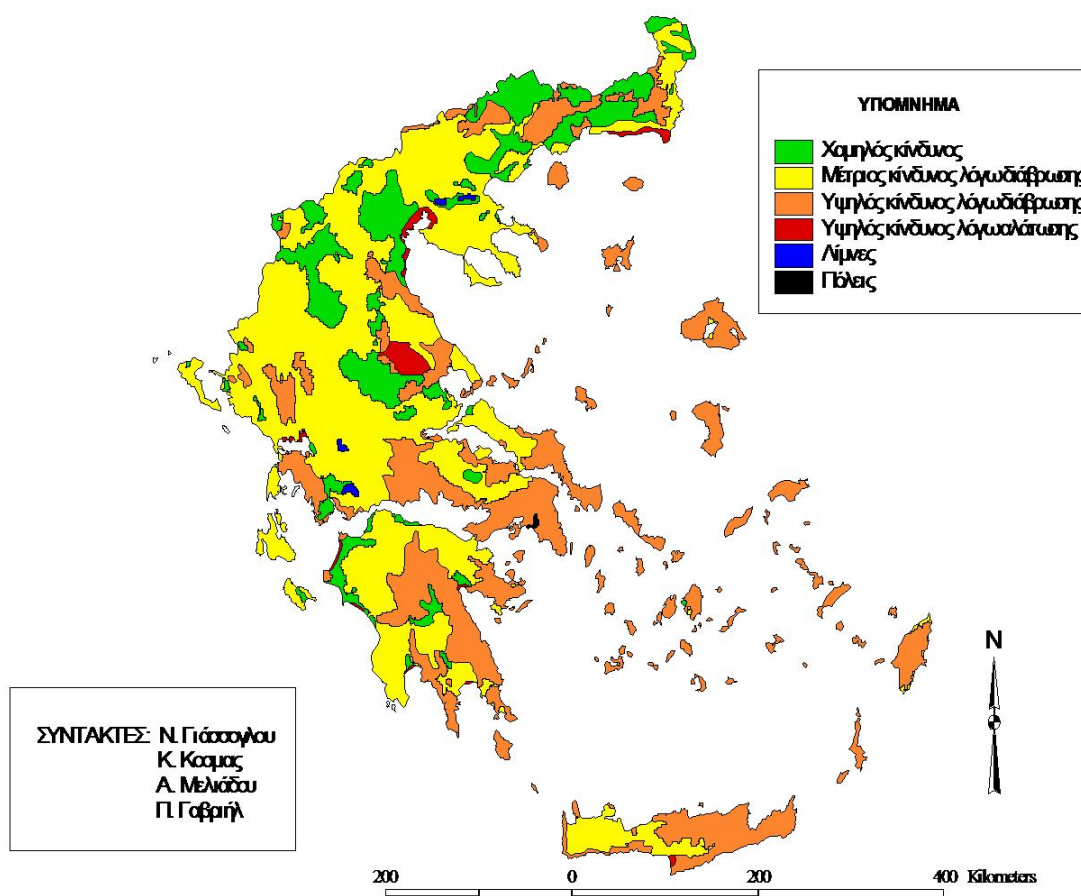 ΥΠΟΜΝΗΜΑ
Χαμηλός κίνδυνος
Μέτριος κίνδυνος λόγω διάβρωσης
Υψηλός κίνδυνος λόγω διάβρωσης
Υψηλός κίνδυνος λόγω αλάτωσης
Λίμνες
Πόλεις
N
ΣΥΝΤΑΚΤΕΣ: Ν. Γιάσσογλου
Κ. Κοσμας
Α. Μελιάδου
Π. Γαβριήλ
200 0 200 400 Kilometers